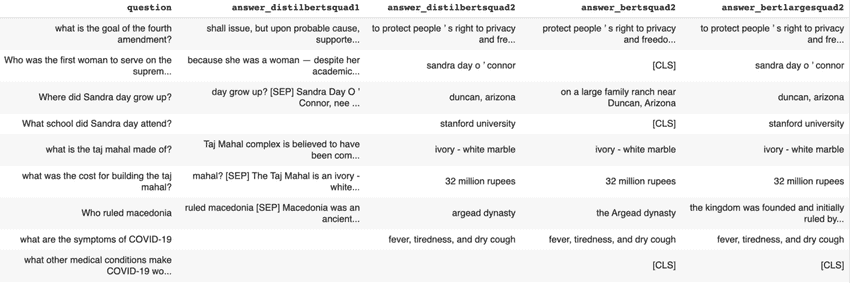 question answer_distilbertsquad1 answer_distilbertsquad2 answer_bertsquad2 answer_bertlargesquad2
what is the goal of the fourth
amendment?
shall issue, but upon probable cause,
supporte...
to protect people ' s right to privacy
and fre...
protect people ' s right to privacy
and freedo...
to protect people ' s right to privacy
and fre...
Who was the first woman to serve on the
suprem...
because she was a woman — despite her
academic...
sandra day o ' connor
[CLS]
sandra day o ' connor
Where did Sandra day grow up?
day grow up? [SEP] Sandra Day O '
Connor, nee ...
duncan, arizona
on a large family ranch near
Duncan, Arizona
duncan, arizona
What school did Sandra day attend?
stanford university
[CLS]
stanford university
what is the taj mahal made of?
Taj Mahal complex is believed to have
been com...
ivory - white marble
ivory - white marble
ivory - white marble
what was the cost for building the taj
mahal?
mahal? [SEP] The Taj Mahal is an ivory -
white...
32 million rupees
32 million rupees
32 million rupees
Who ruled macedonia
ruled macedonia [SEP] Macedonia was an
ancient...
argead dynasty
the Argead dynasty
the kingdom was founded and initially
ruled by...
what are the symptoms of COVID-19
fever, tiredness, and dry cough
fever, tiredness, and dry cough
fever, tiredness, and dry cough
what other medical conditions make
COVID-19 wo...
[CLS]
[CLS]